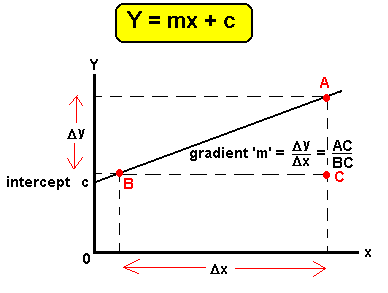 Y = mx + c
Y
A
Δy
gradient 'm' = Δy/Δx = AC/BC
B
C
intercept c
0
Δx
x